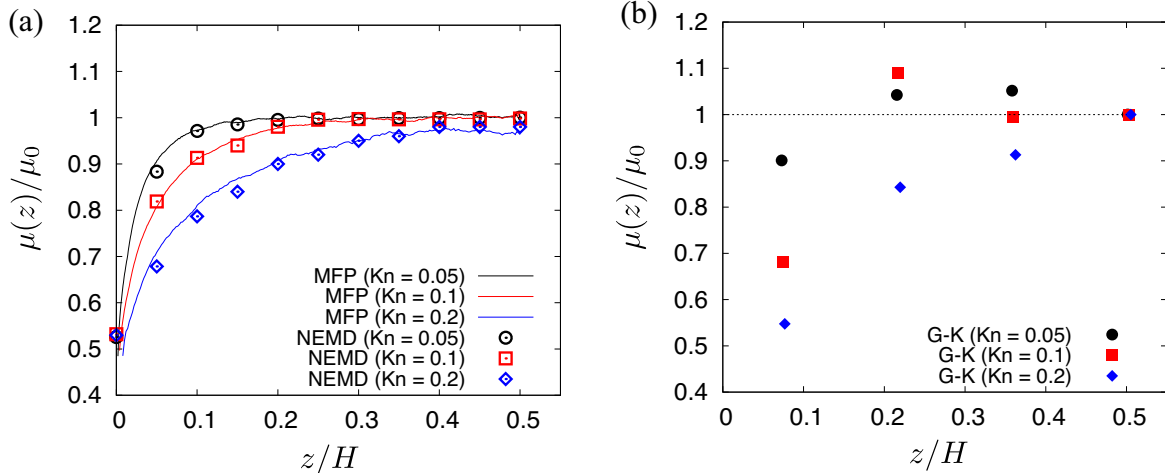 (a)
1.2
1.1
1
0.9
0.8
0.7
0.6
0.5
0.4
μ(z)/μ0
MFP (Kn = 0.05)
MFP (Kn = 0.1)
MFP (Kn = 0.2)
NEMD (Kn = 0.05)
NEMD (Kn = 0.1)
NEMD (Kn = 0.2)
0 0.1 0.2 0.3 0.4 0.5
z/H
(b)
1.2
1.1
1
0.9
0.8
0.7
0.6
0.5
0.4
μ(z)/μ0
G-K (Kn = 0.05)
G-K (Kn = 0.1)
G-K (Kn = 0.2)
0 0.1 0.2 0.3 0.4 0.5
z/H